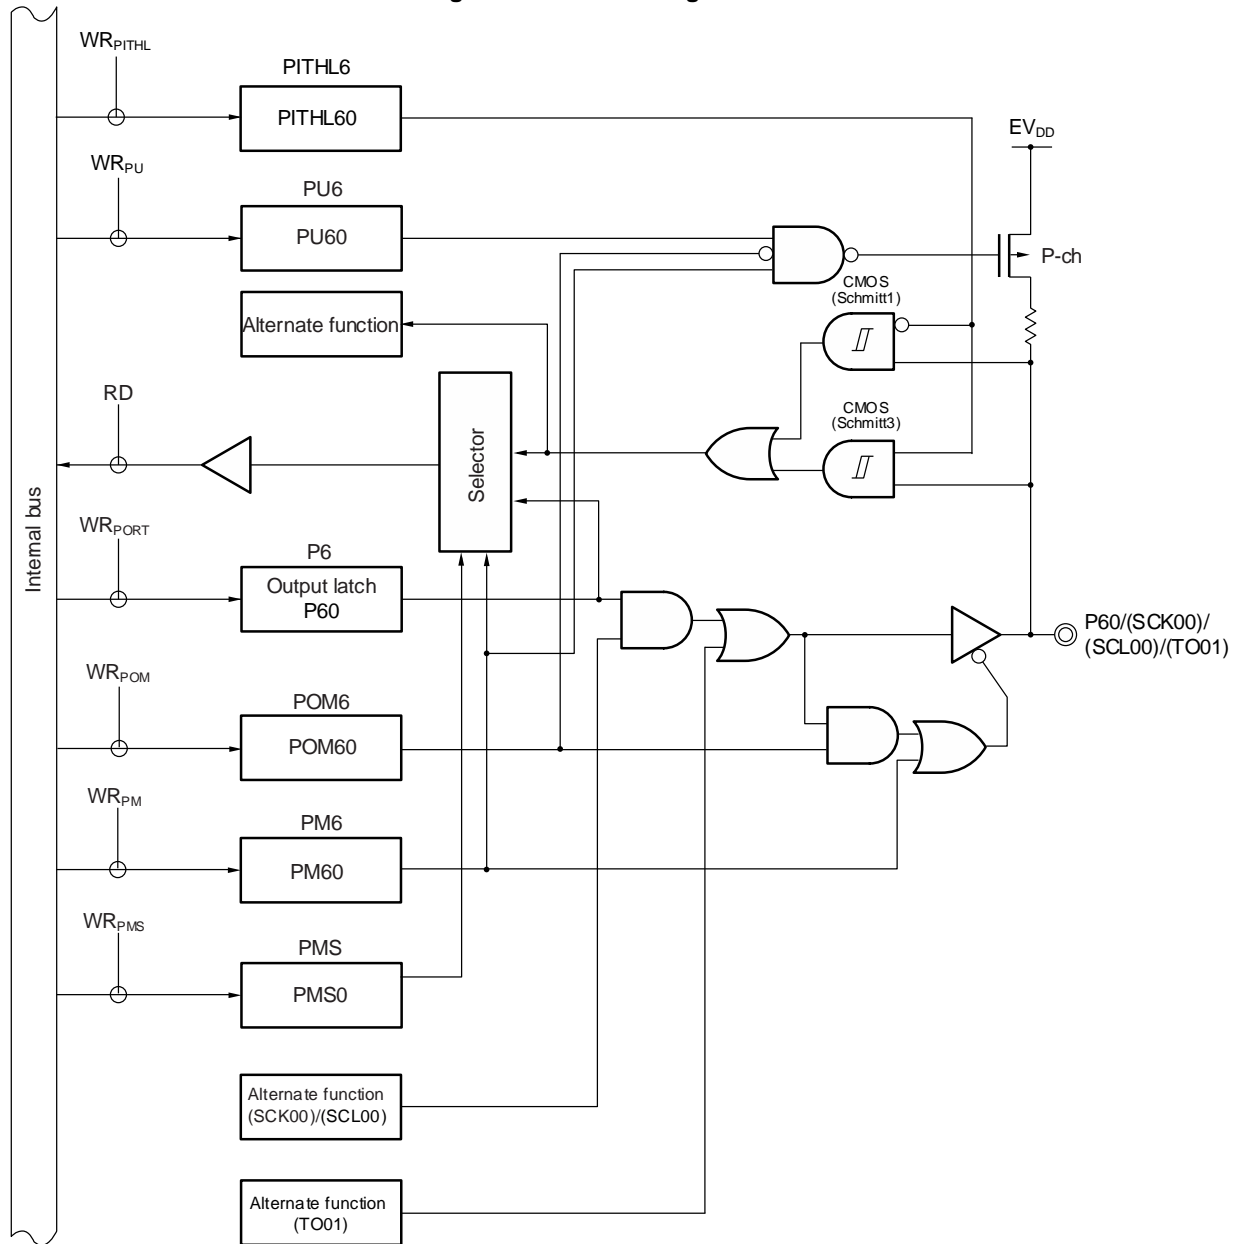 WRPITHL
PITHL6
PITHL60
EVDD
WRPU
PU6
PU60
P-ch
CMOS
(Schmitt1)
Alternate function
RD
CMOS
(Schmitt3)
Selector
Internal bus
WRPORT
P6
Output latch
P60
P60/(SCK00)/
(SCL00)/(TO01)
WRPOM
POM6
POM60
WRPM
PM6
PM60
WRPMS
PMS
PMS0
Alternate function
(SCK00)/(SCL00)
Alternate function
(TO01)